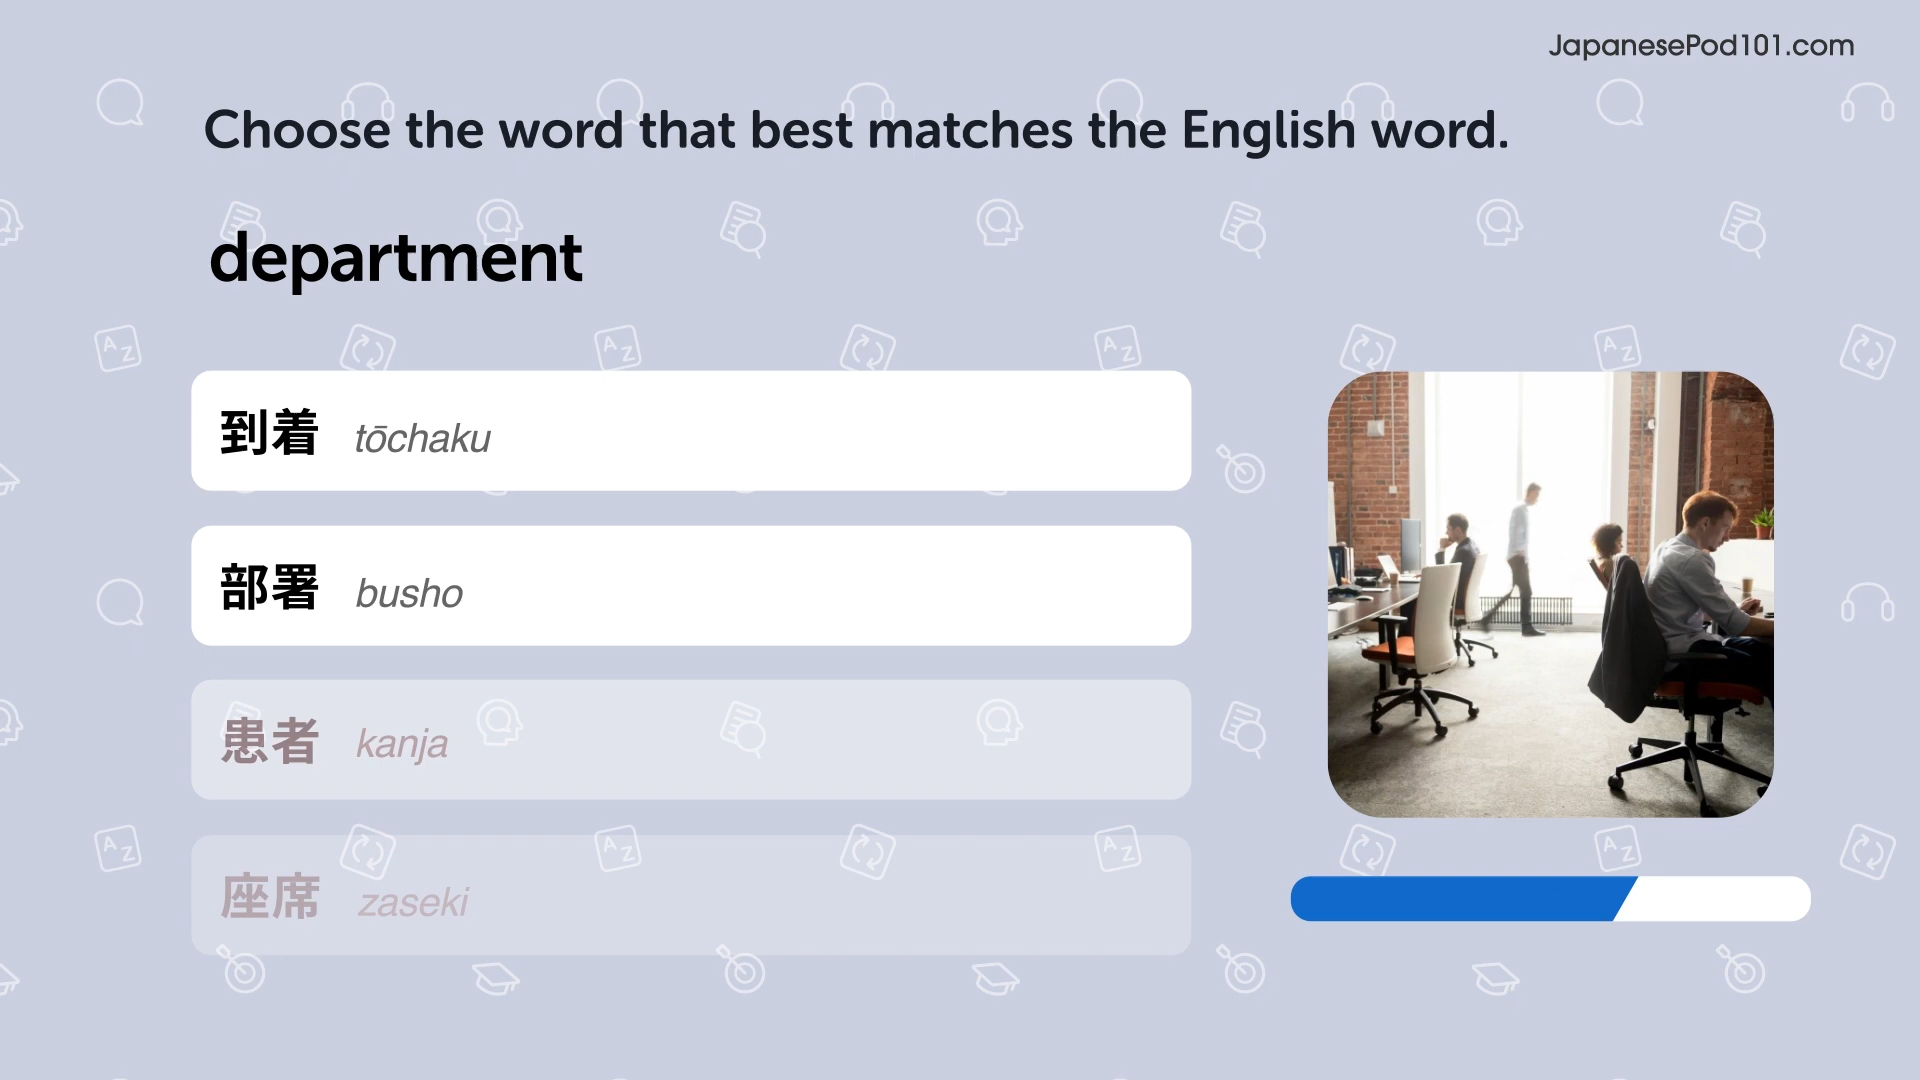 JapanesePod101.com
Choose the word that best matches the English word.
department
到着 tōchaku
部署 busho
患者 kanja
座席 zaseki